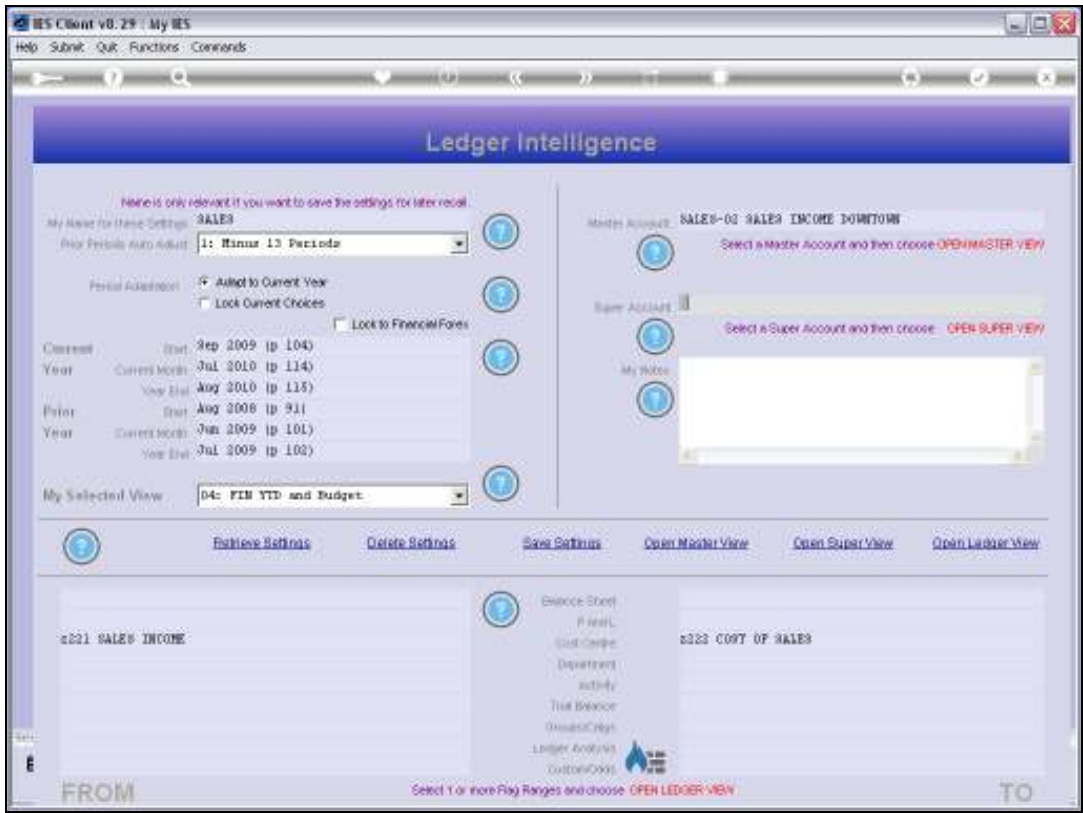 IES Client v8.29 : My IES
Help Submit Quit Functions Commands
Ledger Intelligence
Name is only relevant if you want to save the settings for later recall.
My Name for these Settings SALES
Prior Periods Auto Adjust 1: Minus 13 Periods
Period Adaptation Adapt to Current Year
Lock Current Choices
Lock to Financial Forex
Current Start Sep 2009 (p 104)
Year Current Month Jul 2010 (p 114)
Year End Aug 2010 (p 115)
Prior Start Aug 2008 (p 91)
Year Current Month Jun 2009 (p 101)
Year End Jul 2009 (p 102)
My Selected View 04: FIN YTD and Budget
Master Account SALES-02 SALES INCOME DOWNTOWN
Select a Master Account and then choose OPEN MASTER VIEW
Super Account
Select a Super Account and then choose OPEN SUPER VIEW
My Notes
Retrieve Settings Delete Settings Save Settings Open Master View Open Super View Open Ledger View
Balance Sheet
P and L
z221 SALES INCOME Cost Centre z222 COST OF SALES
Department
Activity
Trial Balance
Ledger Analysis
FROM Select 1 or more Flag Ranges and choose OPEN LEDGER VIEW TO